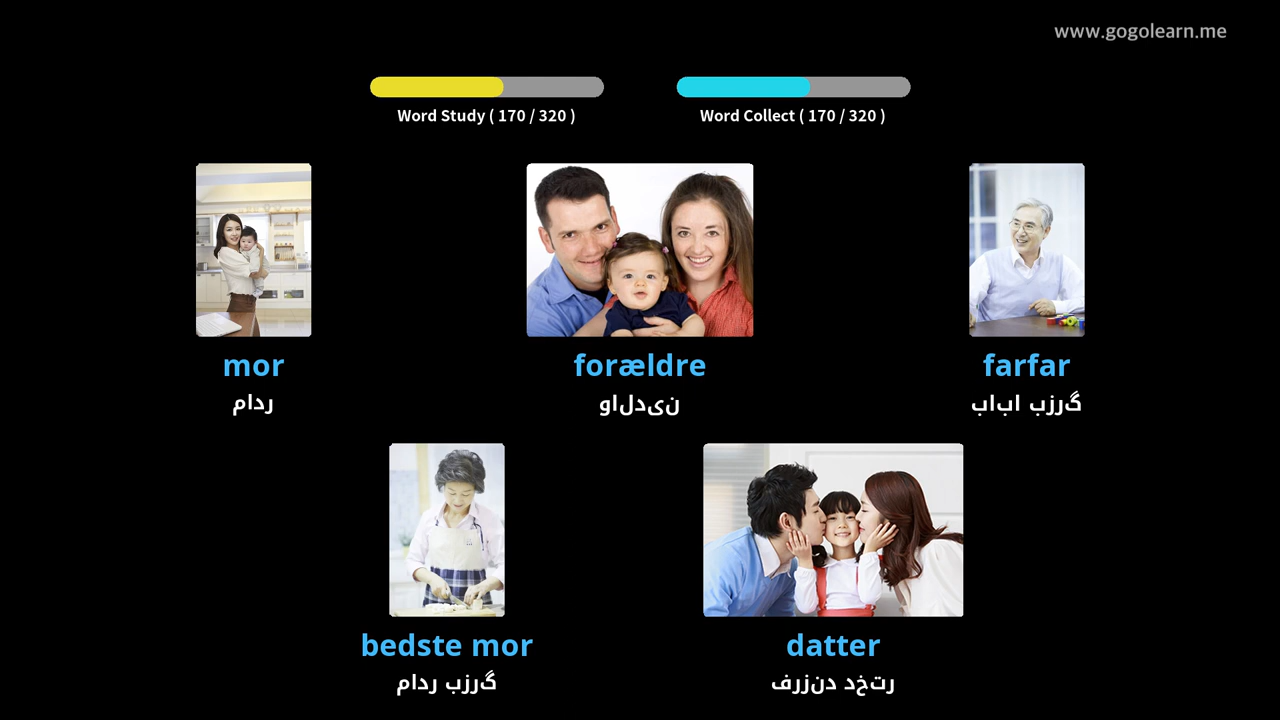 www.gogolearn.me
Word Study ( 170 / 320 )
Word Collect ( 170 / 320 )
mor
ردام
forældre
نیدلاو
farfar
گرزب اباب
bedste mor
گرزب ردام
datter
رتخد دنزرف